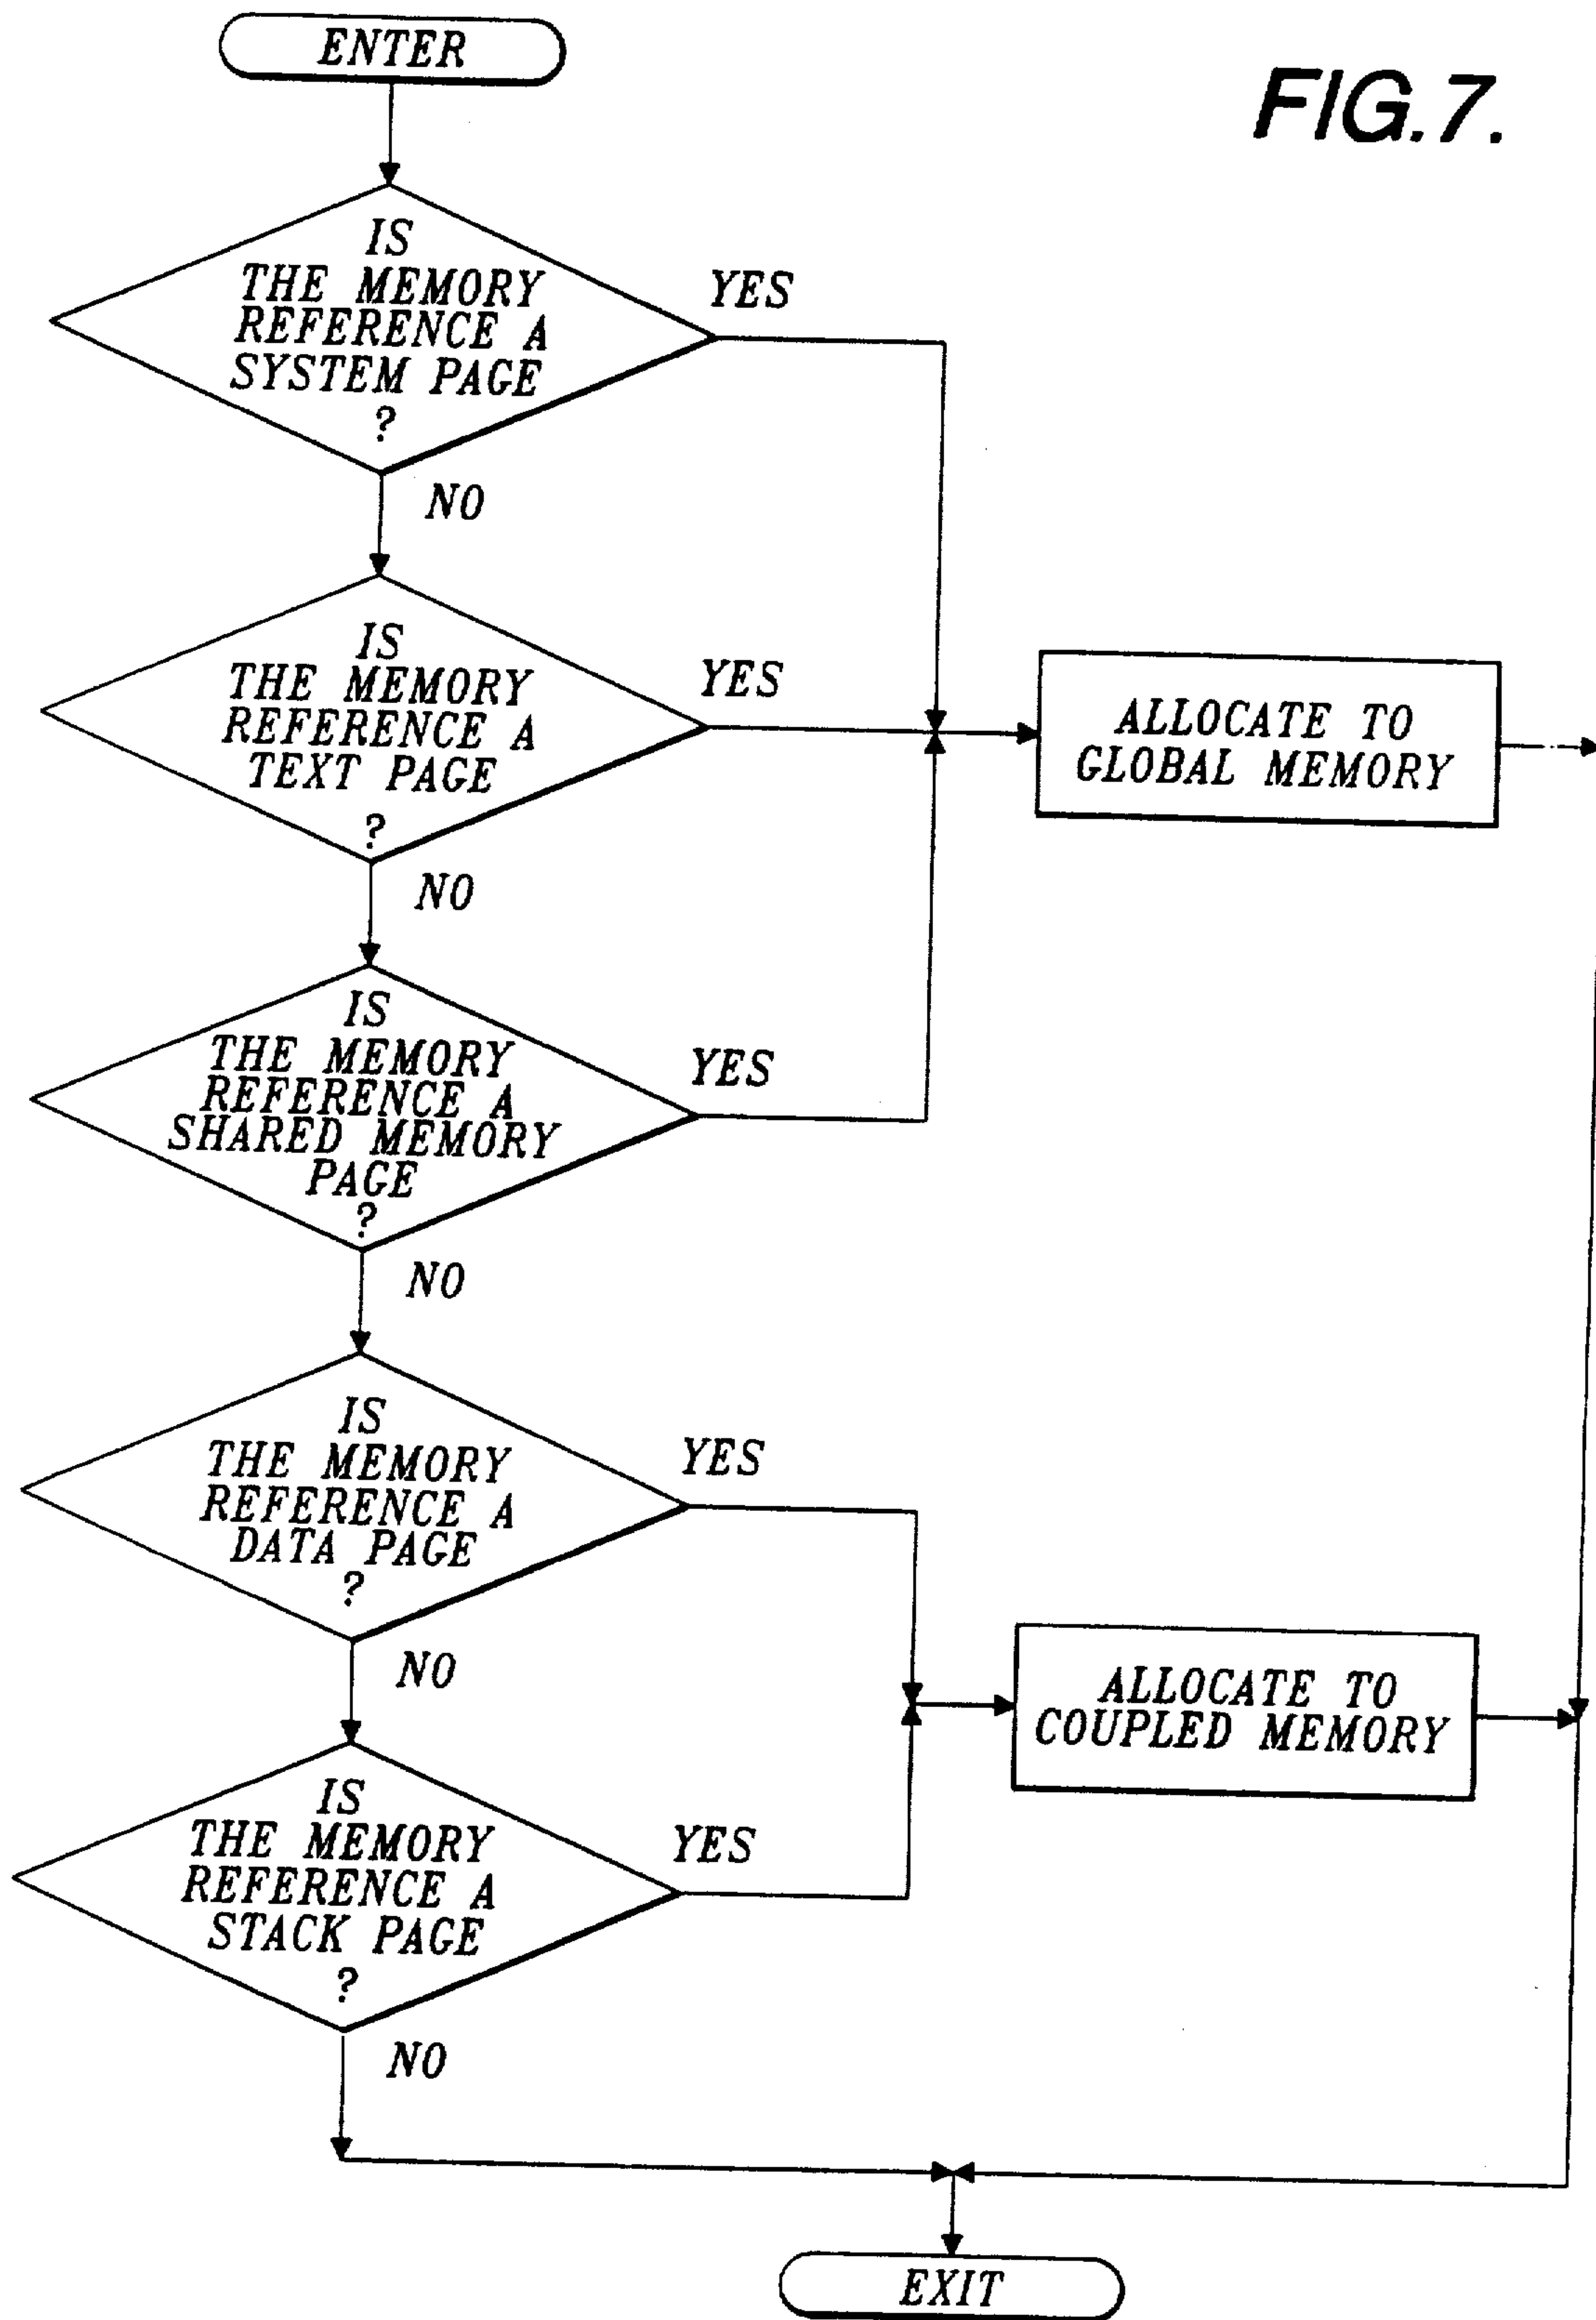 ENTER
FIG.7.
IS
THE MEMORY
REFERENCE A
SYSTEM PAGE
?
YES
NO
IS
THE MEMORY
REFERENCE A
TEXT PAGE
?
YES
NO
ALLOCATE TO
GLOBAL MEMORY
IS
THE MEMORY
REFERENCE A
SHARED MEMORY
PAGE
?
YES
NO
IS
THE MEMORY
REFERENCE A
DATA PAGE
?
YES
NO
ALLOCATE TO
COUPLED MEMORY
IS
THE MEMORY
REFERENCE A
STACK PAGE
?
YES
NO
EXIT